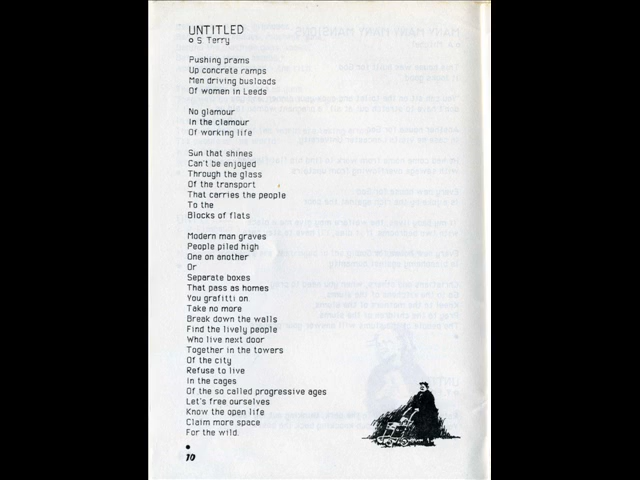 UNTITLED
o S Terry
Pushing prams
Up concrete ramps
Men driving busloads
Of women in Leeds
No glamour
In the clamour
Of working life
Sun that shines
Can't be enjoyed
Through the glass
Of the transport
That carries the people
To the
Blocks of flats
Modern man graves
People piled high
One on another
Or
Separate boxes
That pass as homes
You grafitti on
Take no more
Break down the walls
Find the lively people
Who live next door
Together in the towers
Of the city
Refuse to live
In the cages
Of the so called progressive ages
Let's free ourselves
Know the open life
Claim more space
For the wild.
10